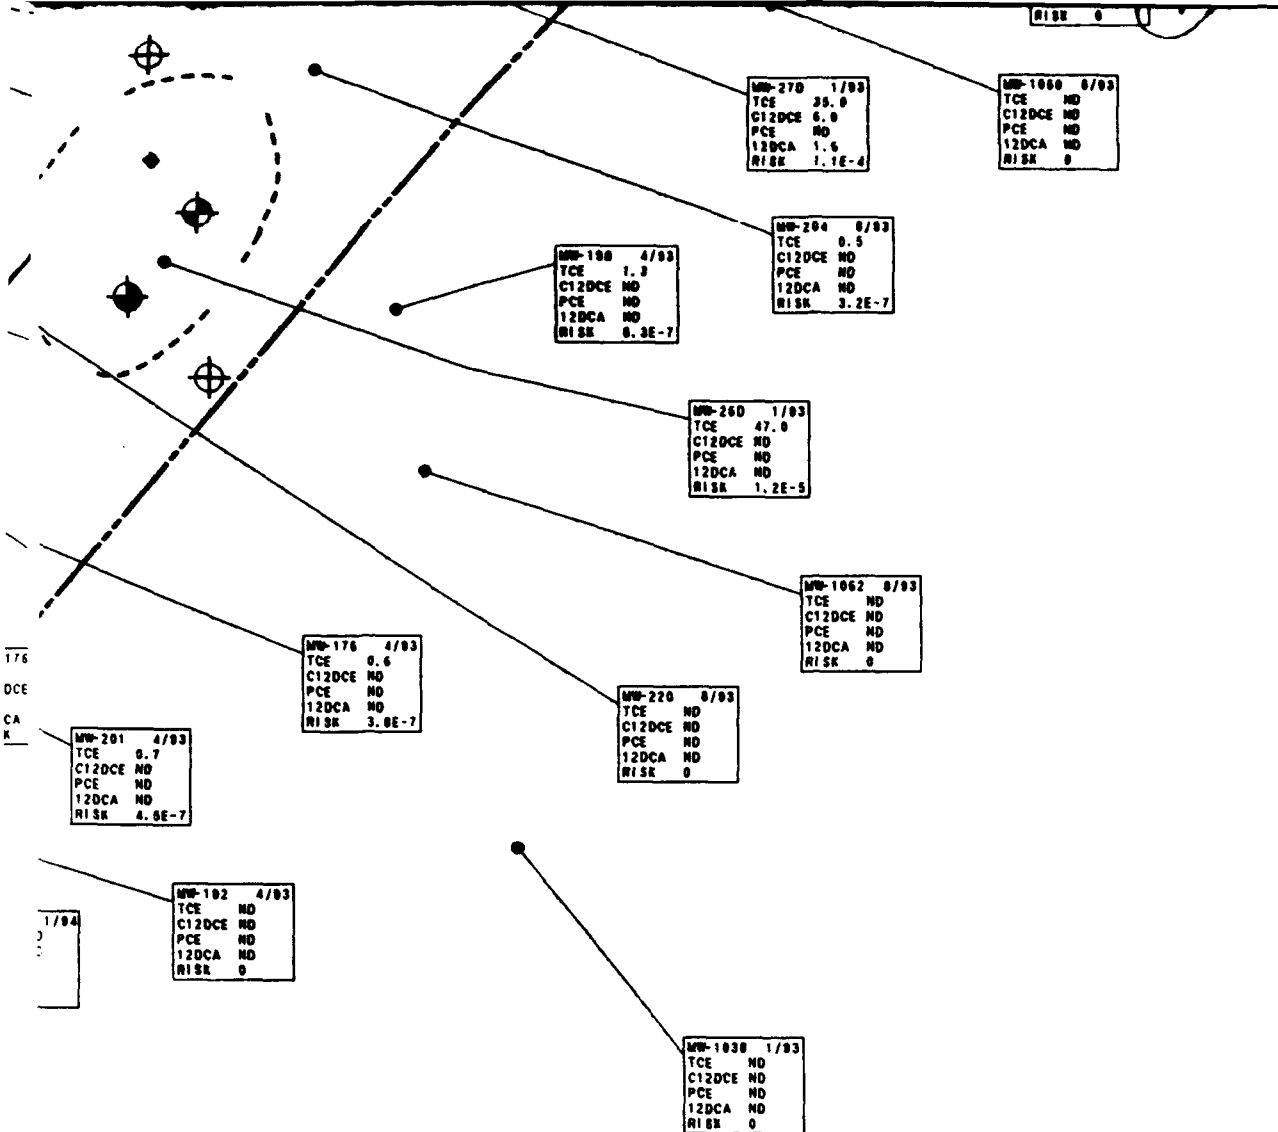 RISK 0
MW-27D 1/93
TCE 35.0
C12DCE 6.0
PCE ND
12DCA 1.6
RISK 1.1E-4
MW-1060 8/93
TCE ND
C12DCE ND
PCE ND
12DCA ND
RISK 0
MW-204 8/93
TCE 0.5
C12DCE ND
PCE ND
12DCA ND
RISK 3.2E-7
4/93
TCE 1.3
C12DCE ND
PCE ND
12DCA ND
RISK 8.3E-7
MW-26D 1/93
TCE 47.0
C12DCE ND
PCE ND
12DCA ND
RISK 1.2E-5
MW-1062 8/93
TCE ND
C12DCE ND
PCE ND
12DCA ND
RISK 0
176
DCE
CA
K
MW-176 4/93
TCE 0.6
C12DCE ND
PCE ND
12DCA ND
RISK 3.8E-7
MW-220 8/93
TCE ND
C12DCE ND
PCE ND
12DCA ND
RISK 0
MW-201 4/93
TCE 0.7
C12DCE ND
PCE ND
12DCA ND
RISK 4.5E-7
MW-192 4/93
TCE ND
C12DCE ND
PCE ND
12DCA ND
RISK 0
1/94
MW-1038 1/93
TCE ND
C12DCE ND
PCE ND
12DCA ND
RISK 0